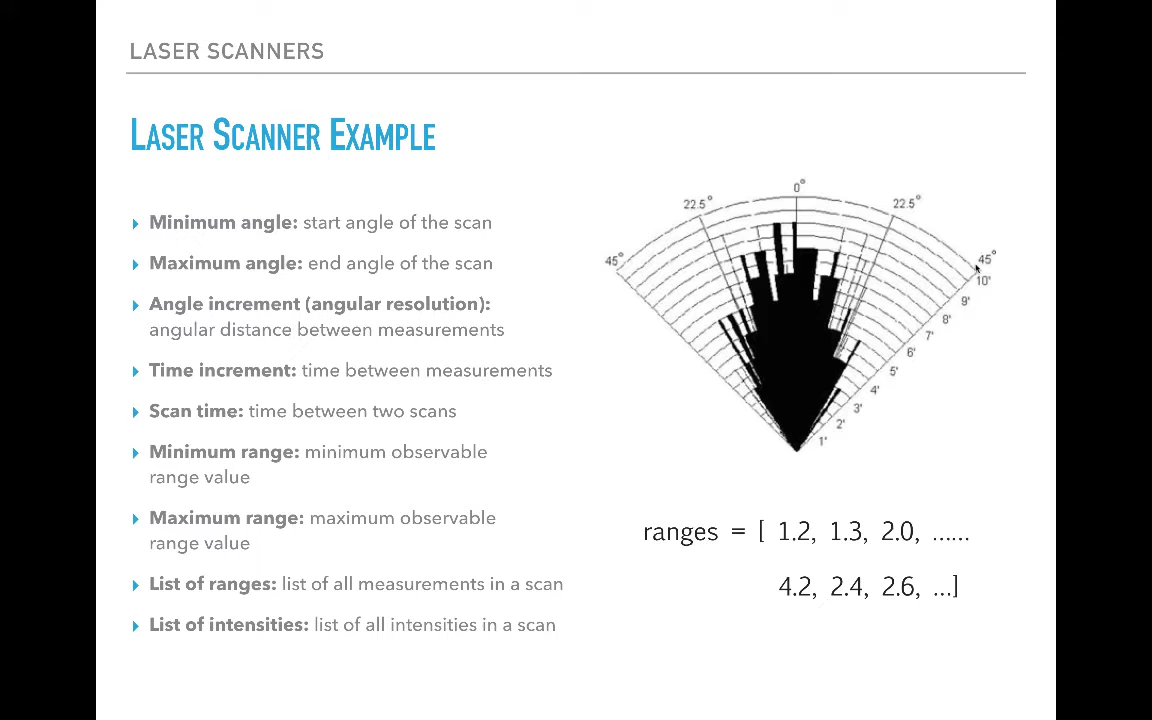 LASER SCANNERS
LASER SCANNER EXAMPLE
Minimum angle: start angle of the scan
Maximum angle: end angle of the scan
Angle increment (angular resolution):
angular distance between measurements
Time increment: time between measurements
Scan time: time between two scans
Minimum range: minimum observable
range value
Maximum range: maximum observable
range value
List of ranges: list of all measurements in a scan
List of intensities: list of all intensities in a scan
0°
22.5°
22.5°
45°
45°
10'
9'
8'
7'
6'
5'
4'
3'
2'
1'
ranges = [ 1.2, 1.3, 2.0, ......
4.2, 2.4, 2.6, ...]